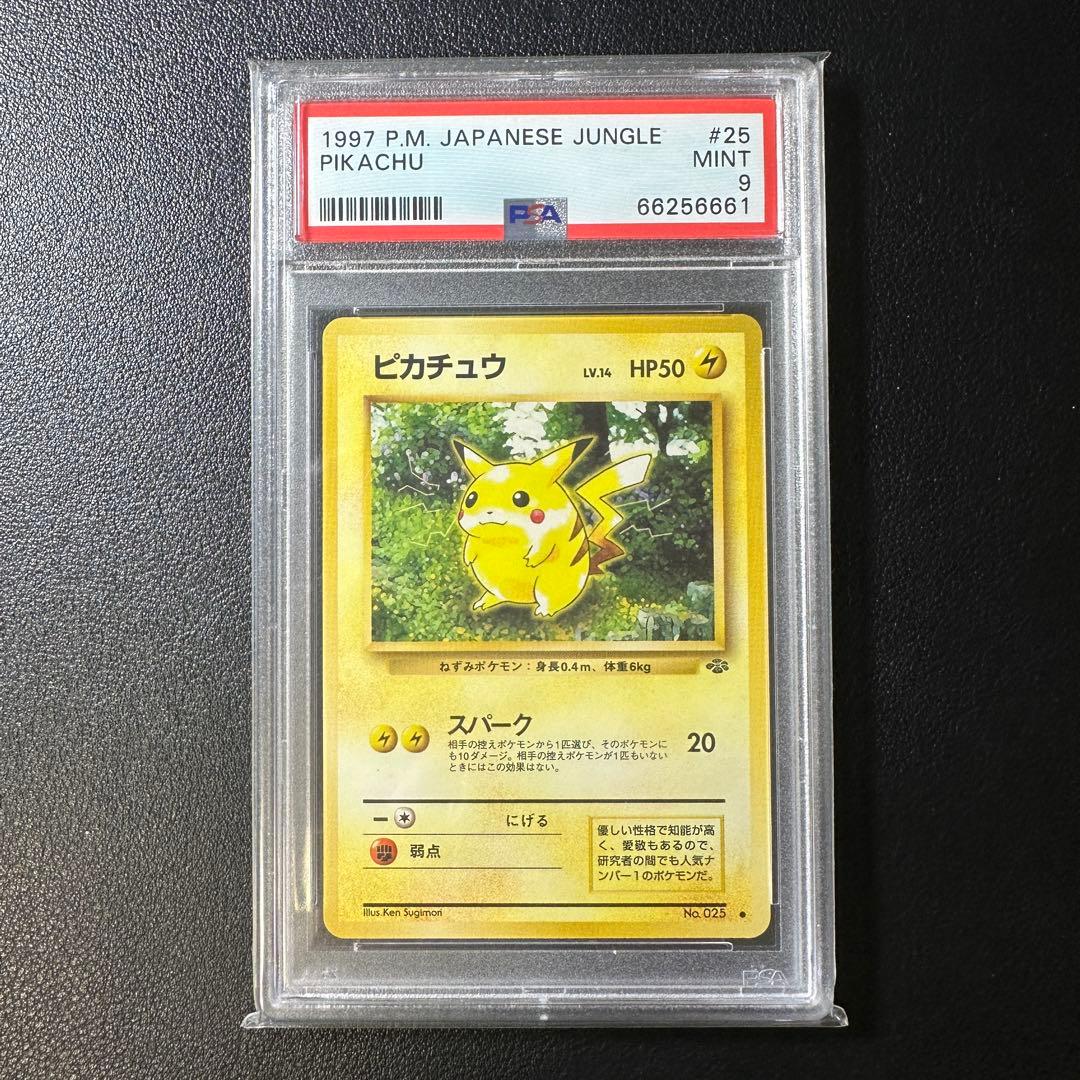 1997 P.M. JAPANESE JUNGLE #25
PIKACHU MINT
9
PSA 66256661
ピカチュウ LV.14 HP50
ねずみポケモン：身長0.4m、体重6kg
スパーク
相手の控えポケモンから1匹選び、そのポケモンに
も10ダメージ。相手の控えポケモンが1匹もいない
ときにはこの効果はない。
20
にげる
弱点
優しい性格で知能が高
く、愛敬もあるので、
研究者の間でも人気ナ
ンバー1のポケモンだ。
Illus.Ken Sugimori No. 025
PSA